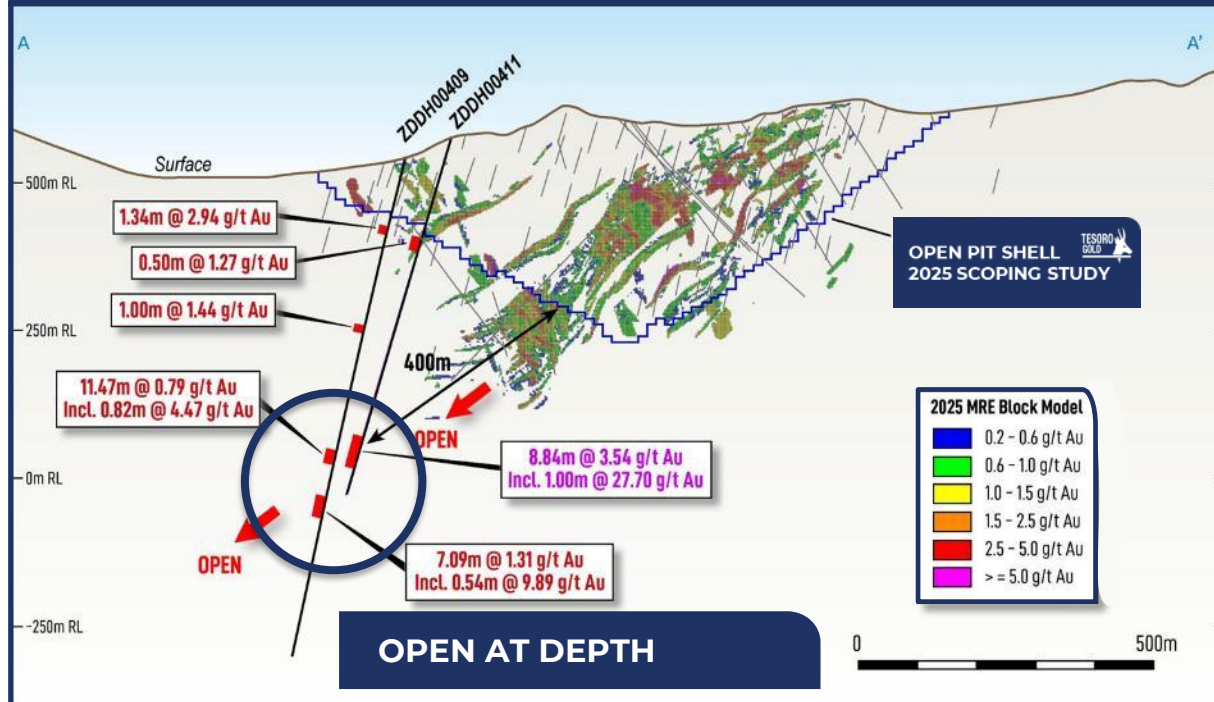 A
A'
ZDDH00409
ZDDH00411
Surface
500m RL
1.34m @ 2.94 g/t Au
0.50m @ 1.27 g/t Au
OPEN PIT SHELL
2025 SCOPING STUDY
TESORO
GOLD
1.00m @ 1.44 g/t Au
250m RL
400m
11.47m @ 0.79 g/t Au
Incl. 0.82m @ 4.47 g/t Au
OPEN
8.84m @ 3.54 g/t Au
Incl. 1.00m @ 27.70 g/t Au
0m RL
OPEN
7.09m @ 1.31 g/t Au
Incl. 0.54m @ 9.89 g/t Au
2025 MRE Block Model
0.2 - 0.6 g/t Au
0.6 - 1.0 g/t Au
1.0 - 1.5 g/t Au
1.5 - 2.5 g/t Au
2.5 - 5.0 g/t Au
> = 5.0 g/t Au
-250m RL
OPEN AT DEPTH
0
500m